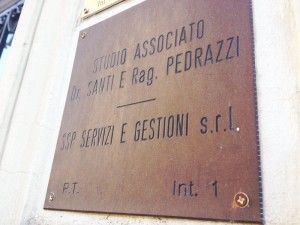 STUDIO ASSOCIATO
Dr. SANTI E Rag. PEDRAZZI
SSP SERVIZI E GESTIONI s.r.l.
P.T. Int. 1